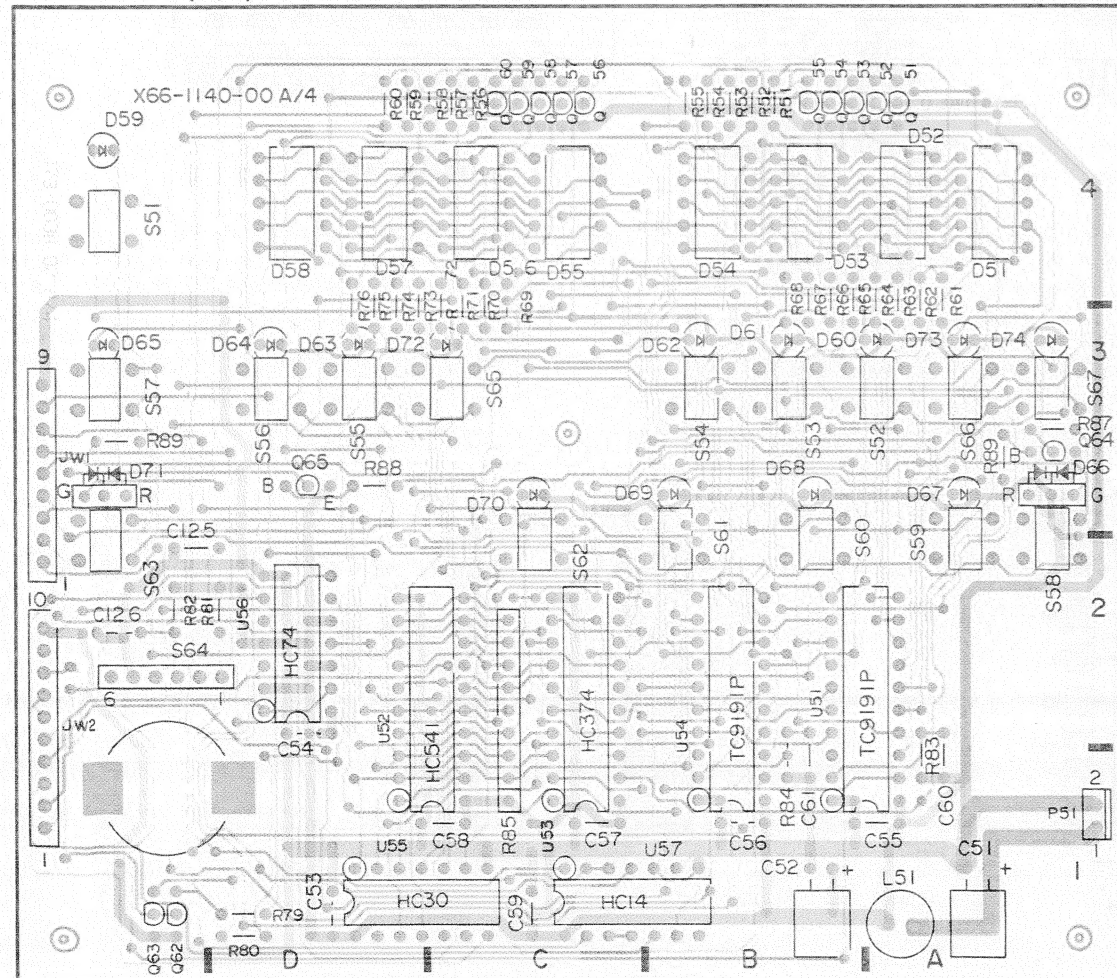 X66-1140-00 A/4
R60 R59 R58 R57 R56 Q 60 Q 59 Q 58 Q 57 Q 56
R55 R54 R53 R52 R51 Q 55 Q 54 Q 53 Q 52 Q 51
D59
D52
S51
4
D58 D57 72 D5 6 D55 D54 D53 D51
R76 R75 R74 R73 R R71 R70 R69 R68 R67 R66 R65 R64 R63 R62 R61
9 D65 D64 D63 D72 D62 D61 D60 D73 D74 3
S57 S56 S55 S65 S54 S53 S52 S66 S67
R89 R87
JW1 D71 Q65 R88 D68 R89 B Q64 D66
G R B E D70 D69 D67 R G
C125 S62 S61 S60 S59
S63 S58
1
10 C126 R82 R81 U56 2
HC74
S64
6 1
JW2 U52 HC541 HC374 U54 TC9191P U51 TC9191P
C54 R83
2
R84 C61 C60 P51
U55 C58 R85 U53 C57 C56 C55 1
1 U57 C52 + L51 C51 + 1
C53 HC30 C59 HC14
Q63 Q62 R79
R80 D C B A